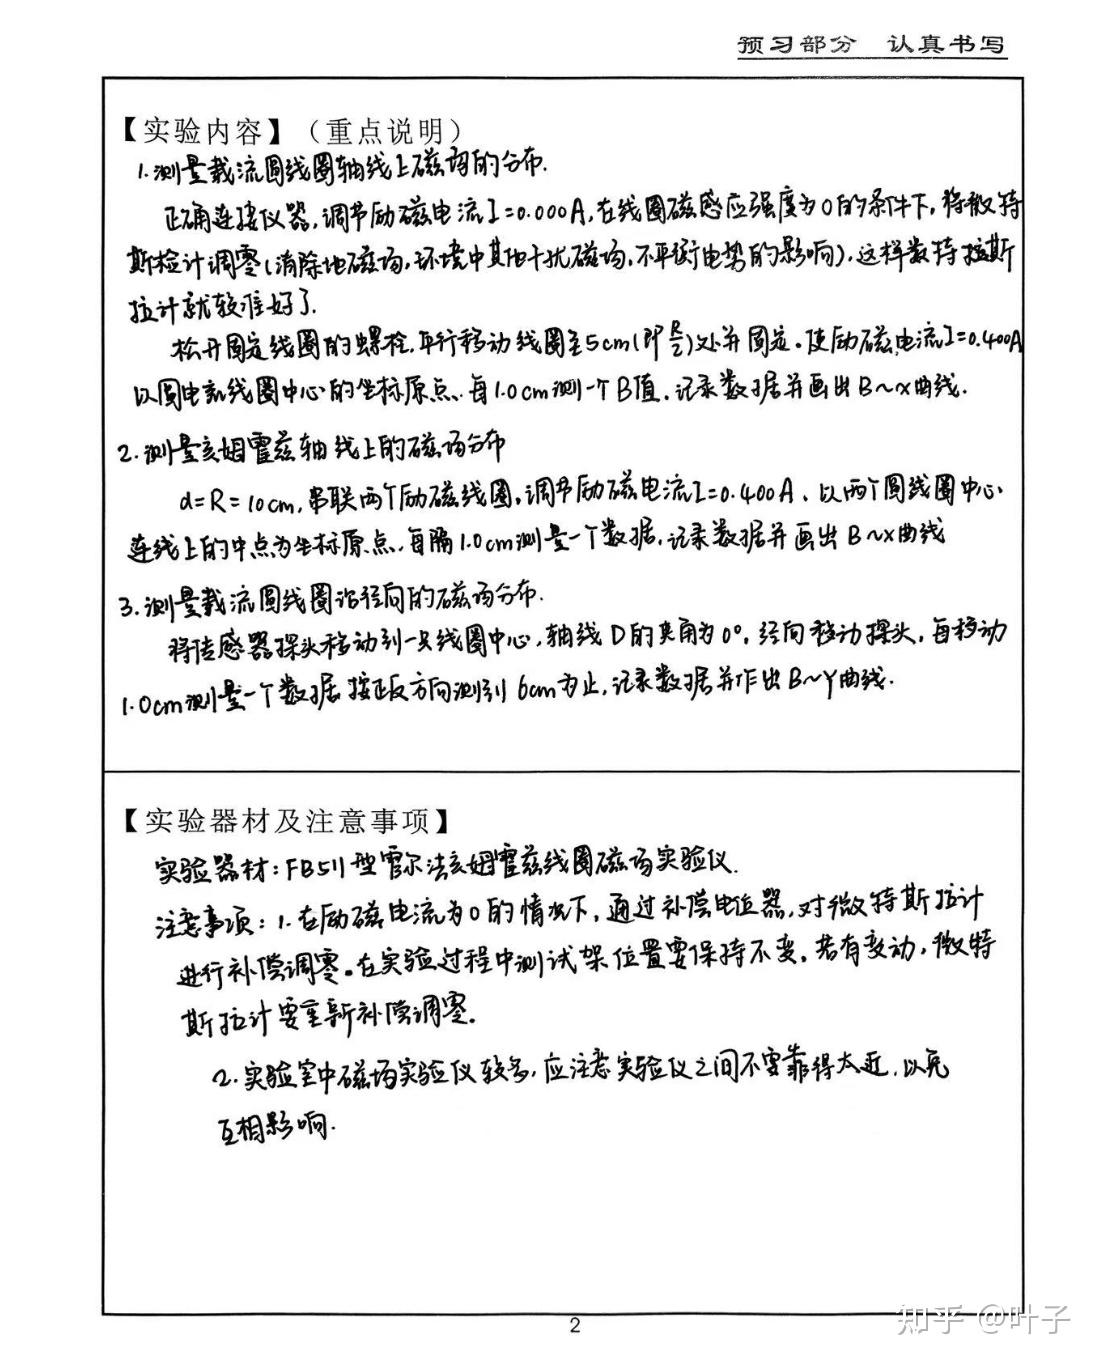 预习部分 认真书写
【实验内容】（重点说明）
1.测量载流圆线圈轴线上磁场的分布.
正确连接仪器,调节励磁电流I=0.000A,在线圈磁感应强度为0的条件下,将微特
斯检计调零(消除地磁场,环境中其他干扰磁场,不平衡电势的影响),这样数特拉斯
拉计就较准好了.
松开固定线圈的螺栓,平行移动线圈至5cm(即R/2)处并固定.使励磁电流I=0.400A
以圆电流线圈中心的坐标原点,每1.0cm测一个B值,记录数据并画出B~x曲线.
2.测量亥姆霍兹轴线上的磁场分布
d=R=10cm,串联两个励磁线圈,调节励磁电流I=0.400A,以两个圆线圈中心
连线上的中点为坐标原点,每隔1.0cm测量一个数据,记录数据并画出B~x曲线
3.测量载流圆线圈沿径向的磁场分布.
将传感器探头移动到一只线圈中心,轴线D的夹角为0°,径向移动探头,每移动
1.0cm测量一个数据按正反方向测到6cm为止,记录数据并作出B~Y曲线.
【实验器材及注意事项】
实验器材:FB511型霍尔法亥姆霍兹线圈磁场实验仪.
注意事项:1.在励磁电流为0的情况下,通过补偿电位器,对微特斯拉计
进行补偿调零.在实验过程中测试架位置要保持不变.若有变动,微特
斯拉计要重新补偿调零.
2.实验室中磁场实验仪较多,应注意实验仪之间不要靠得太近,以免
互相影响.
2
知乎 @叶子